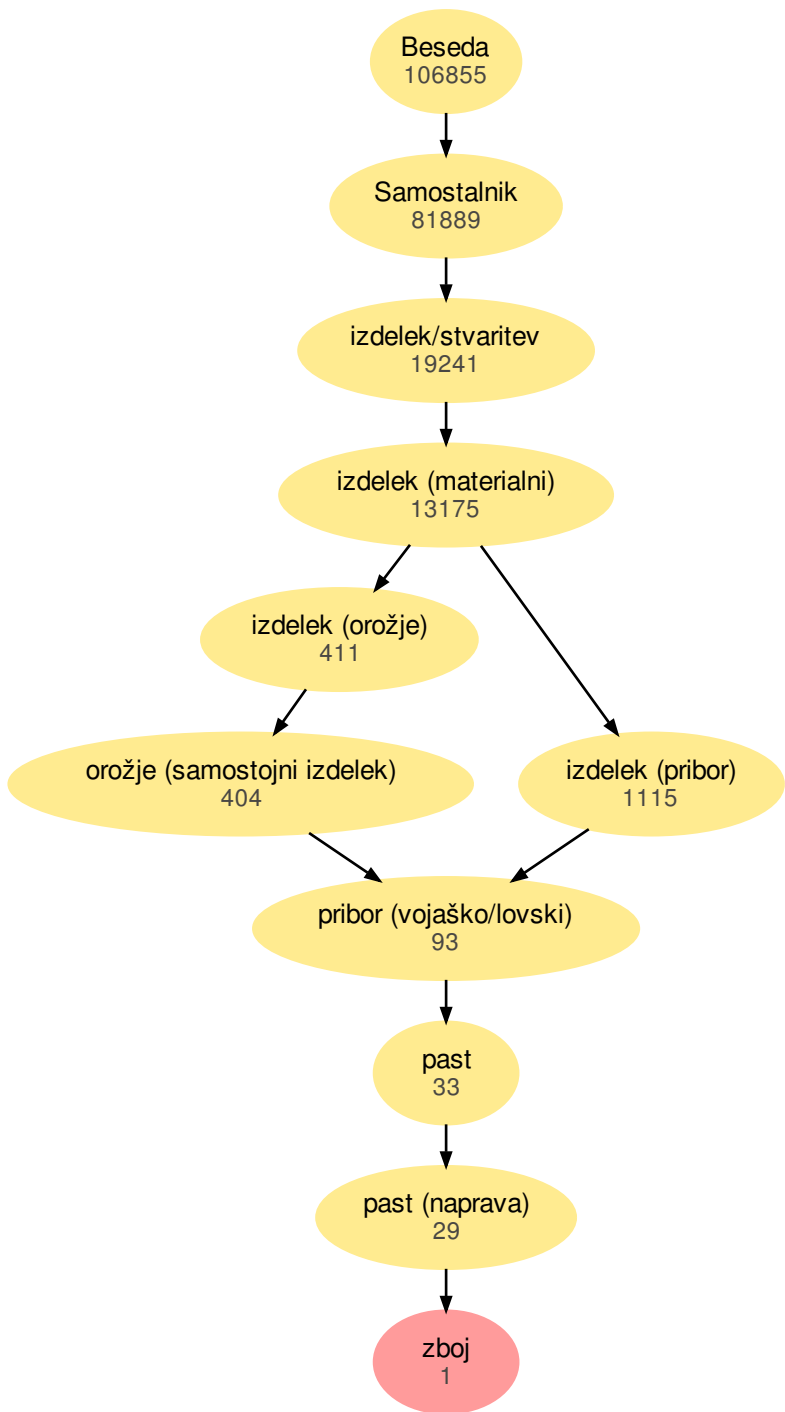 Beseda
106855
Samostalnik
81889
izdelek/stvaritev
19241
izdelek (materialni)
13175
izdelek (orožje)
411
orožje (samostojni izdelek)
404
izdelek (pribor)
1115
pribor (vojaško/lovski)
93
past
33
past (naprava)
29
zboj
1